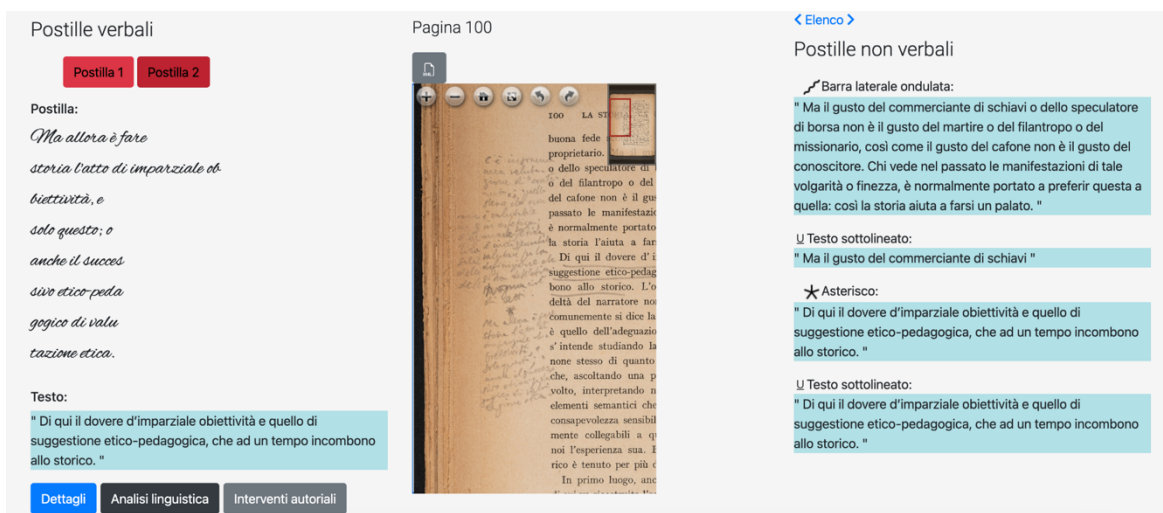 Postille verbali
Postilla 1
Postilla 2
Postilla:
Ma allora è fare
storia l'atto di imparziale ob
biettività, e
solo questo; o
anche il succes
sivo etico-peda
gogico di valu
tazione etica.
Testo:
" Di qui il dovere d'imparziale obiettività e quello di
suggestione etico-pedagogica, che ad un tempo incombono
allo storico. "
Dettagli
Analisi linguistica
Interventi autoriali
Pagina 100
100 LA ST
buona fede
proprietario.
o dello speculatore di
o del filantropo o del
del cafone non è il gus
passato le manifestazio
è normalmente portato
la storia l'aiuta a fars
Di qui il dovere d'i
suggestione etico-pedag
bono allo storico. L'o
deltà del narratore non
comunemente si dice la
è quello dell'adeguazio
s'intende studiando la
none stesso di quanto
che, ascoltando una p
volto, interpretando n
elementi semantici che
consapevolezza sensibil
mente collegabili a q
noi l'esperienza sua.
rico è tenuto per più
In primo luogo, anc
< Elenco >
Postille non verbali
Barra laterale ondulata:
" Ma il gusto del commerciante di schiavi o dello speculatore
di borsa non è il gusto del martire o del filantropo o del
missionario, così come il gusto del cafone non è il gusto del
conoscitore. Chi vede nel passato le manifestazioni di tale
volgarità o finezza, è normalmente portato a preferir questa a
quella: così la storia aiuta a farsi un palato. "
U Testo sottolineato:
" Ma il gusto del commerciante di schiavi "
Asterisco:
" Di qui il dovere d'imparziale obiettività e quello di
suggestione etico-pedagogica, che ad un tempo incombono
allo storico. "
U Testo sottolineato:
" Di qui il dovere d'imparziale obiettività e quello di
suggestione etico-pedagogica, che ad un tempo incombono
allo storico. "